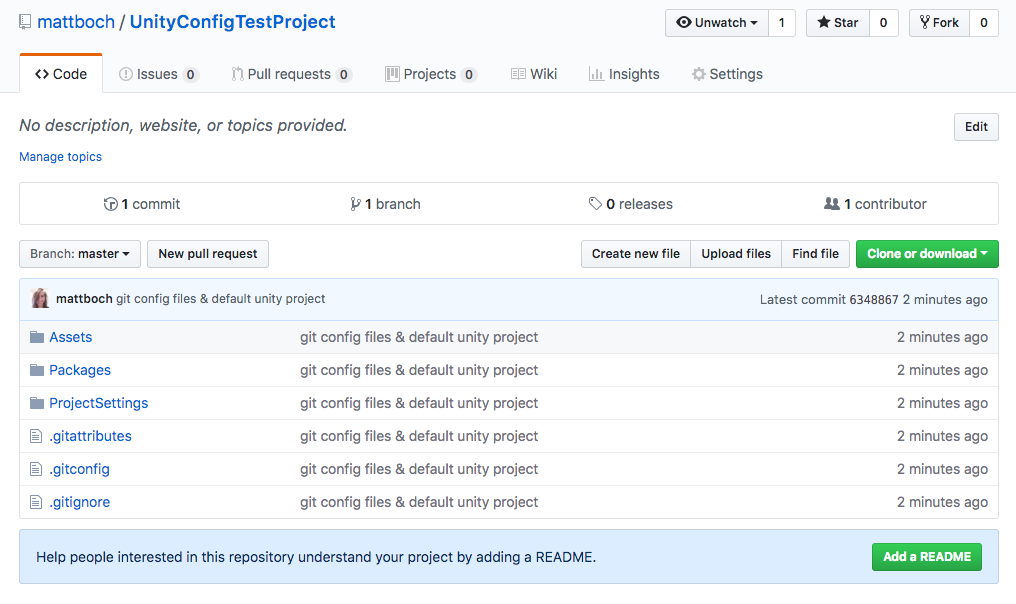 mattboch / UnityConfigTestProject
Unwatch 1 Star 0 Fork 0
Code Issues 0 Pull requests 0 Projects 0 Wiki Insights Settings
No description, website, or topics provided. Edit
Manage topics
1 commit 1 branch 0 releases 1 contributor
Branch: master New pull request Create new file Upload files Find file Clone or download
mattboch git config files & default unity project Latest commit 6348867 2 minutes ago
Assets git config files & default unity project 2 minutes ago
Packages git config files & default unity project 2 minutes ago
ProjectSettings git config files & default unity project 2 minutes ago
.gitattributes git config files & default unity project 2 minutes ago
.gitconfig git config files & default unity project 2 minutes ago
.gitignore git config files & default unity project 2 minutes ago
Help people interested in this repository understand your project by adding a README. Add a README